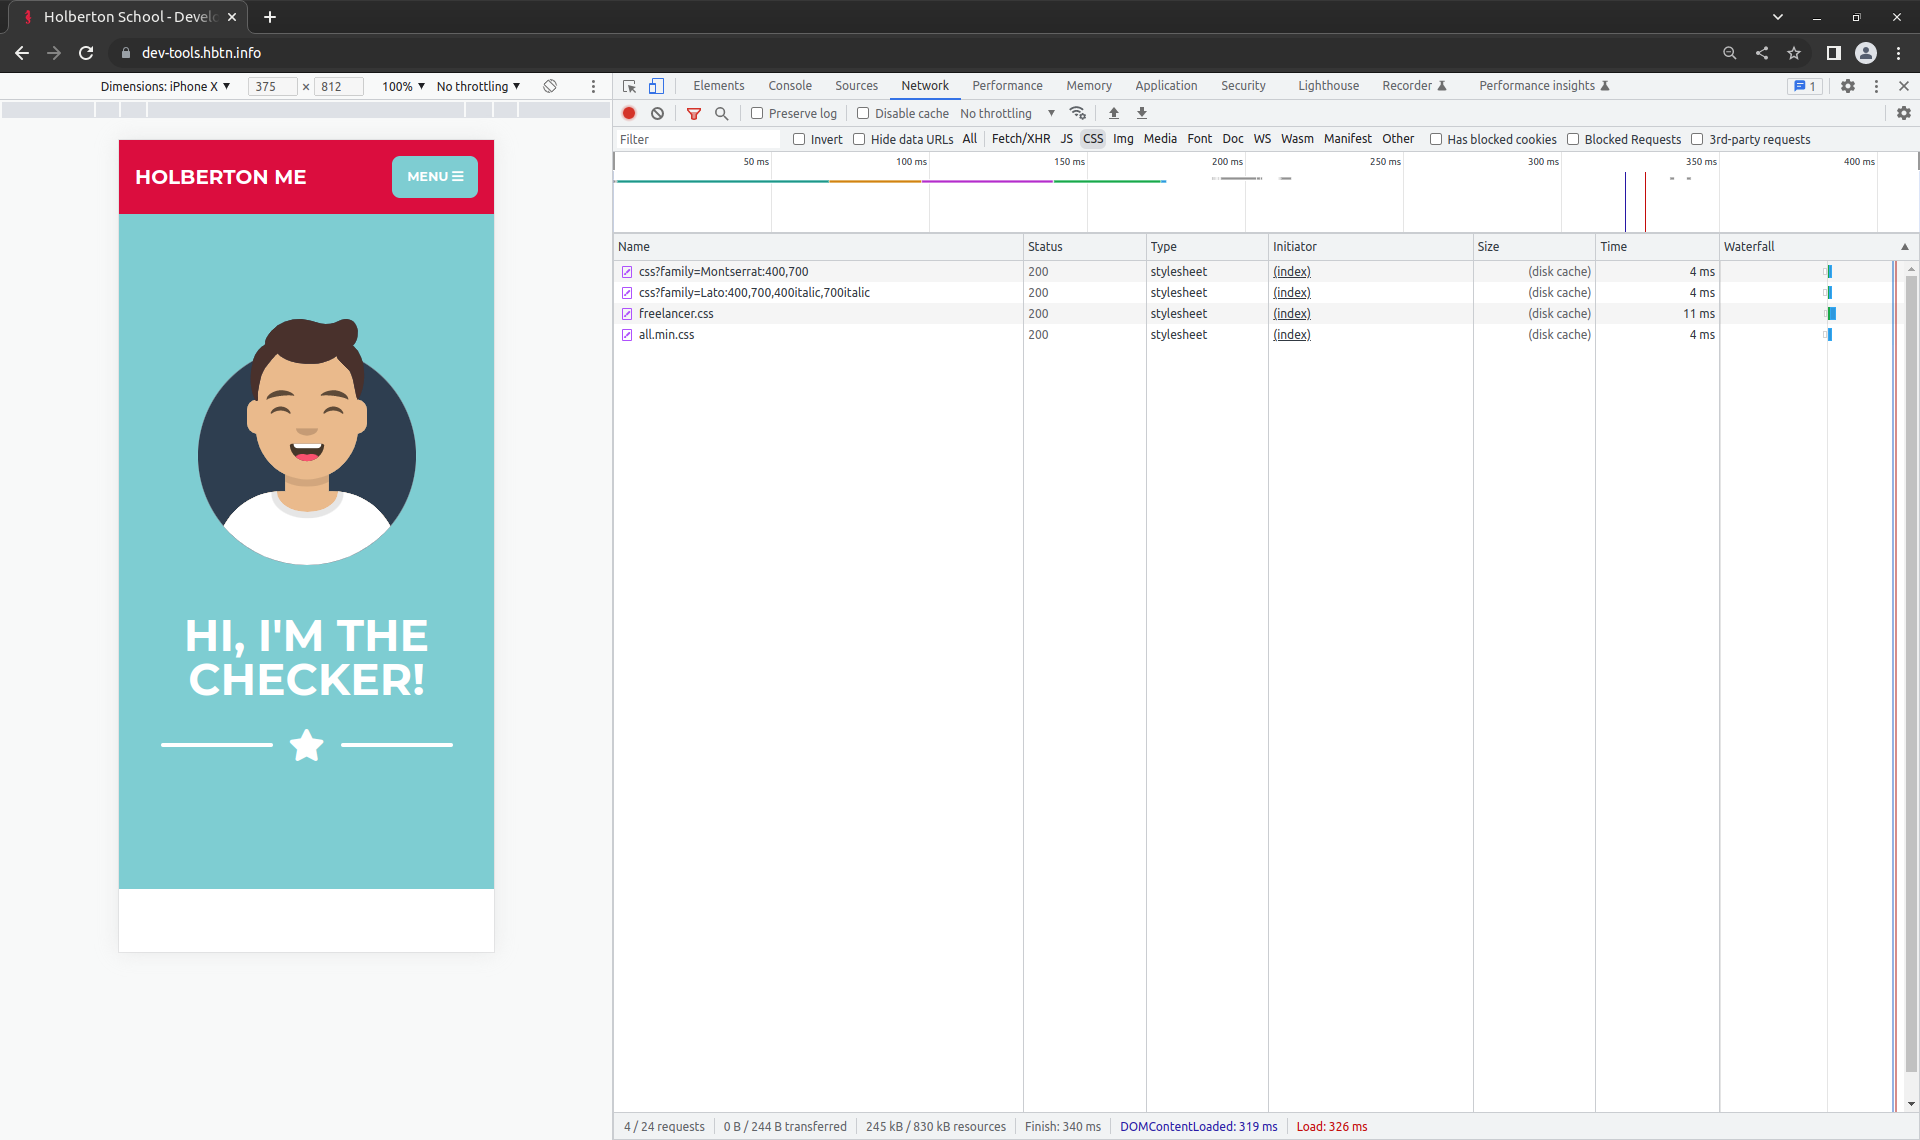 Holberton School - Develo
dev-tools.hbtn.info
Dimensions: iPhone X ▼ 375 × 812 100% ▼ No throttling ▼
Elements Console Sources Network Performance Memory Application Security Lighthouse Recorder Performance insights 1
Preserve log Disable cache No throttling ▼
Filter Invert Hide data URLs All Fetch/XHR JS CSS Img Media Font Doc WS Wasm Manifest Other Has blocked cookies Blocked Requests 3rd-party requests
50 ms 100 ms 150 ms 200 ms 250 ms 300 ms 350 ms 400 ms
Name Status Type Initiator Size Time Waterfall ▲
css?family=Montserrat:400,700 200 stylesheet (index) (disk cache) 4 ms
css?family=Lato:400,700,400italic,700italic 200 stylesheet (index) (disk cache) 4 ms
freelancer.css 200 stylesheet (index) (disk cache) 11 ms
all.min.css 200 stylesheet (index) (disk cache) 4 ms
4 / 24 requests 0 B / 244 B transferred 245 kB / 830 kB resources Finish: 340 ms DOMContentLoaded: 319 ms Load: 326 ms
HOLBERTON ME MENU
HI, I'M THE
CHECKER!